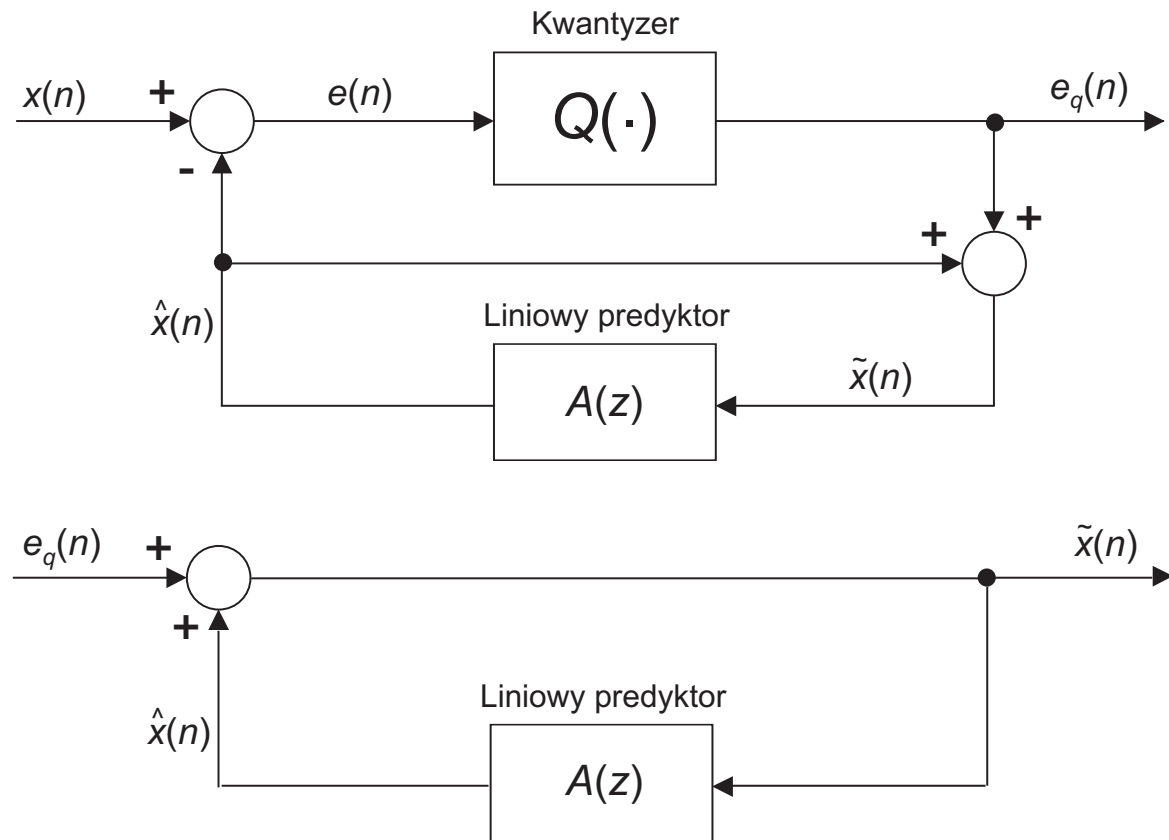 Kwantyzer
x(n) + e(n) Q(·) e_q(n)
-
+ +
x̂(n) Liniowy predyktor
A(z) x̃(n)
e_q(n) + x̃(n)
+
Liniowy predyktor
x̂(n) A(z)